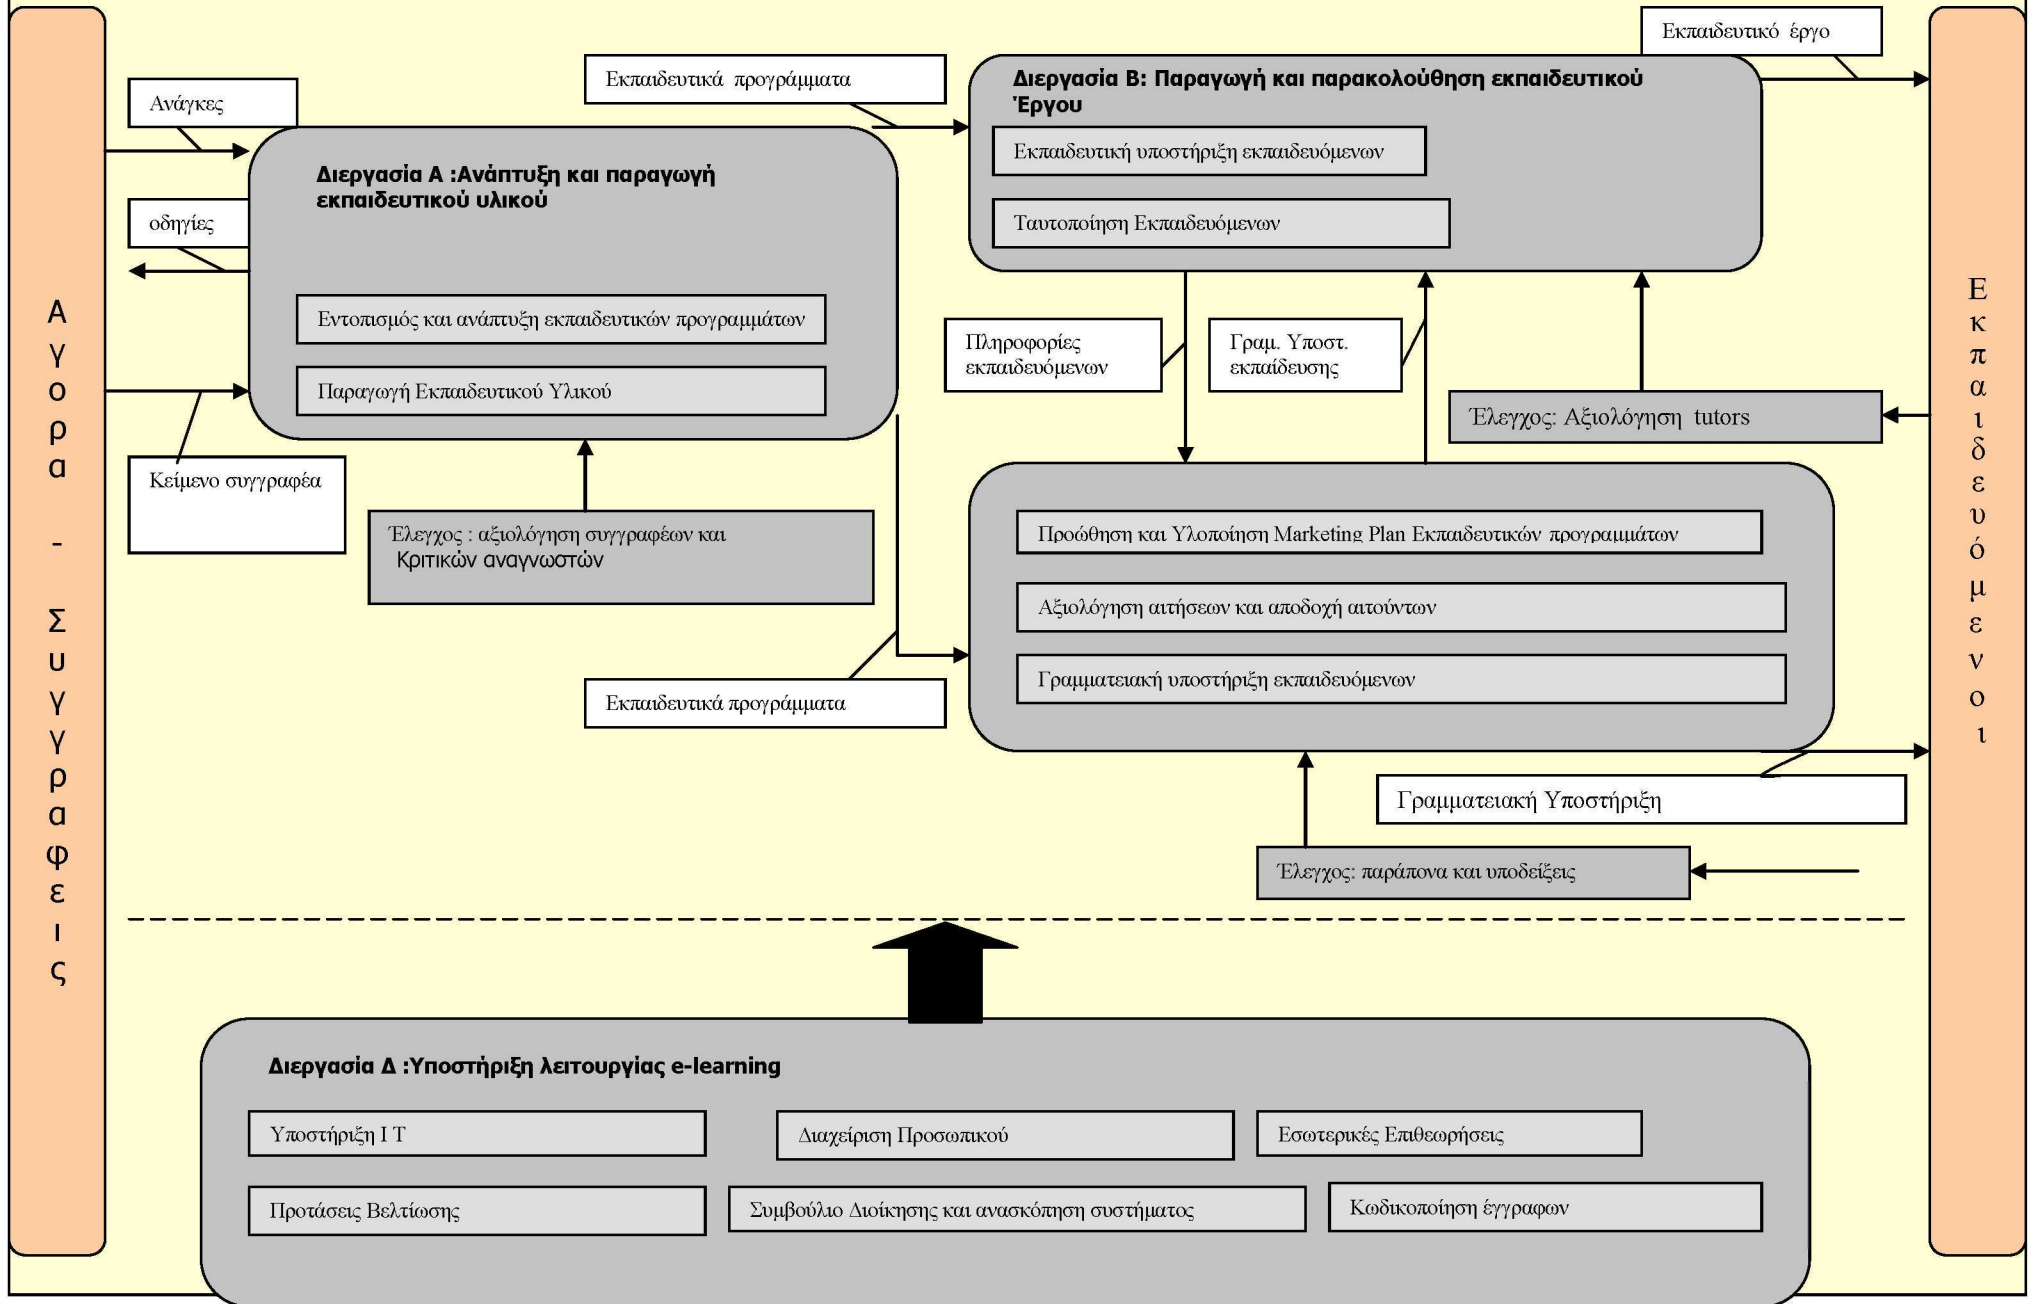 Αγορα - Συγγραφεις
Ανάγκες
οδηγίες
Κείμενο συγγραφέα
Διεργασία Α :Ανάπτυξη και παραγωγή
εκπαιδευτικού υλικού
Εντοπισμός και ανάπτυξη εκπαιδευτικών προγραμμάτων
Παραγωγή Εκπαιδευτικού Υλικού
Έλεγχος : αξιολόγηση συγγραφέων και
Κριτικών αναγνωστών
Εκπαιδευτικά προγράμματα
Εκπαιδευτικά προγράμματα
Εκπαιδευτικό έργο
Διεργασία Β: Παραγωγή και παρακολούθηση εκπαιδευτικού
Έργου
Εκπαιδευτική υποστήριξη εκπαιδευόμενων
Ταυτοποίηση Εκπαιδευόμενων
Πληροφορίες
εκπαιδευόμενων
Γραμ. Υποστ.
εκπαίδευσης
Έλεγχος: Αξιολόγηση tutors
Προώθηση και Υλοποίηση Marketing Plan Εκπαιδευτικών προγραμμάτων
Αξιολόγηση αιτήσεων και αποδοχή αιτούντων
Γραμματειακή υποστήριξη εκπαιδευόμενων
Γραμματειακή Υποστήριξη
Έλεγχος: παράπονα και υποδείξεις
Εκπαιδευόμενοι
Διεργασία Δ :Υποστήριξη λειτουργίας e-learning
Υποστήριξη Ι Τ
Διαχείριση Προσωπικού
Εσωτερικές Επιθεωρήσεις
Προτάσεις Βελτίωσης
Συμβούλιο Διοίκησης και ανασκόπηση συστήματος
Κωδικοποίηση έγγραφων